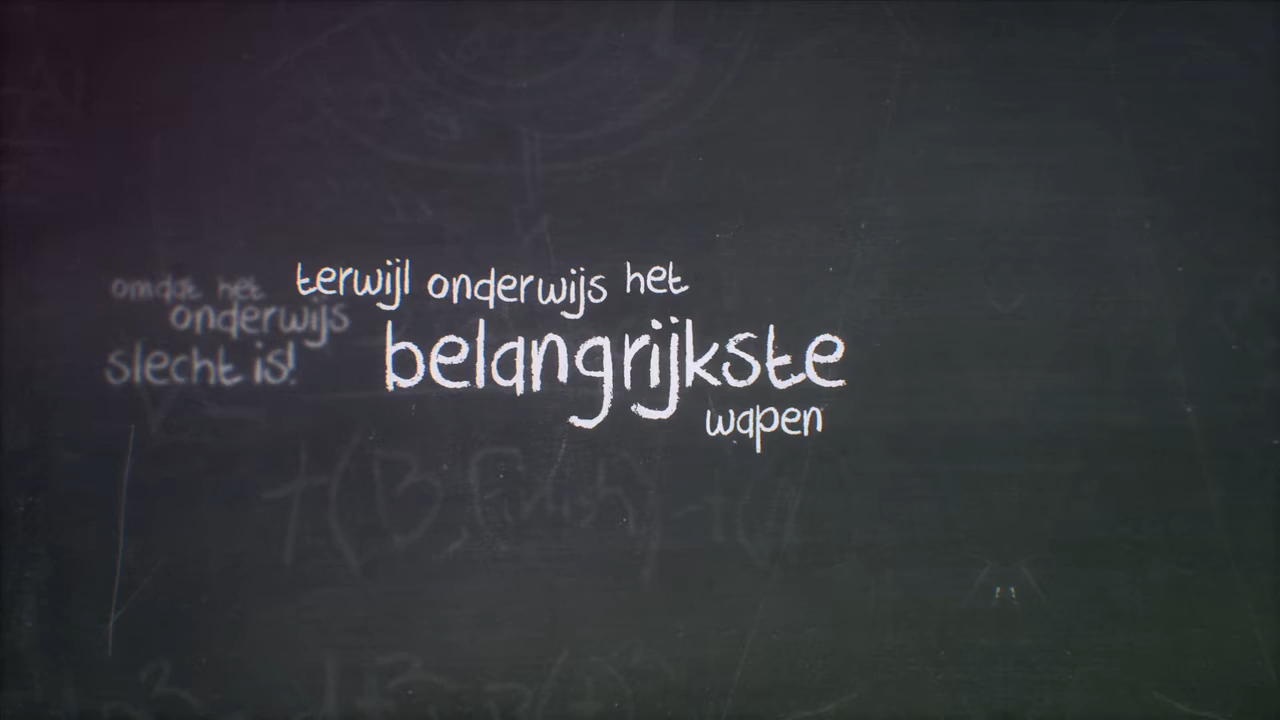 omdat het
onderwijs
slecht is!
terwijl onderwijs het
belangrijkste
wapen